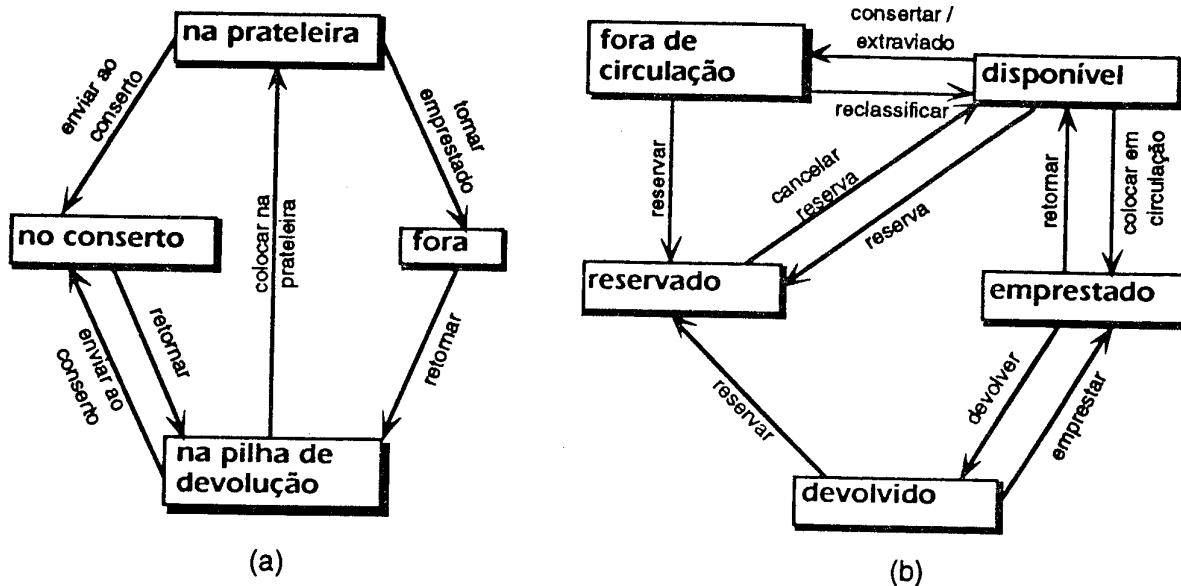 na prateleira
enviar ao
conserto
tornar
emprestado
no conserto
colocar na
prateleira
fora
enviar ao
conserto
retornar
retornar
na pilha de
devolução
(a)
fora de
circulação
consertar /
extraviado
disponível
reclassificar
reservar
cancelar
reserva
reserva
retornar
colocar em
circulação
reservado
emprestado
reservar
devolver
emprestar
devolvido
(b)